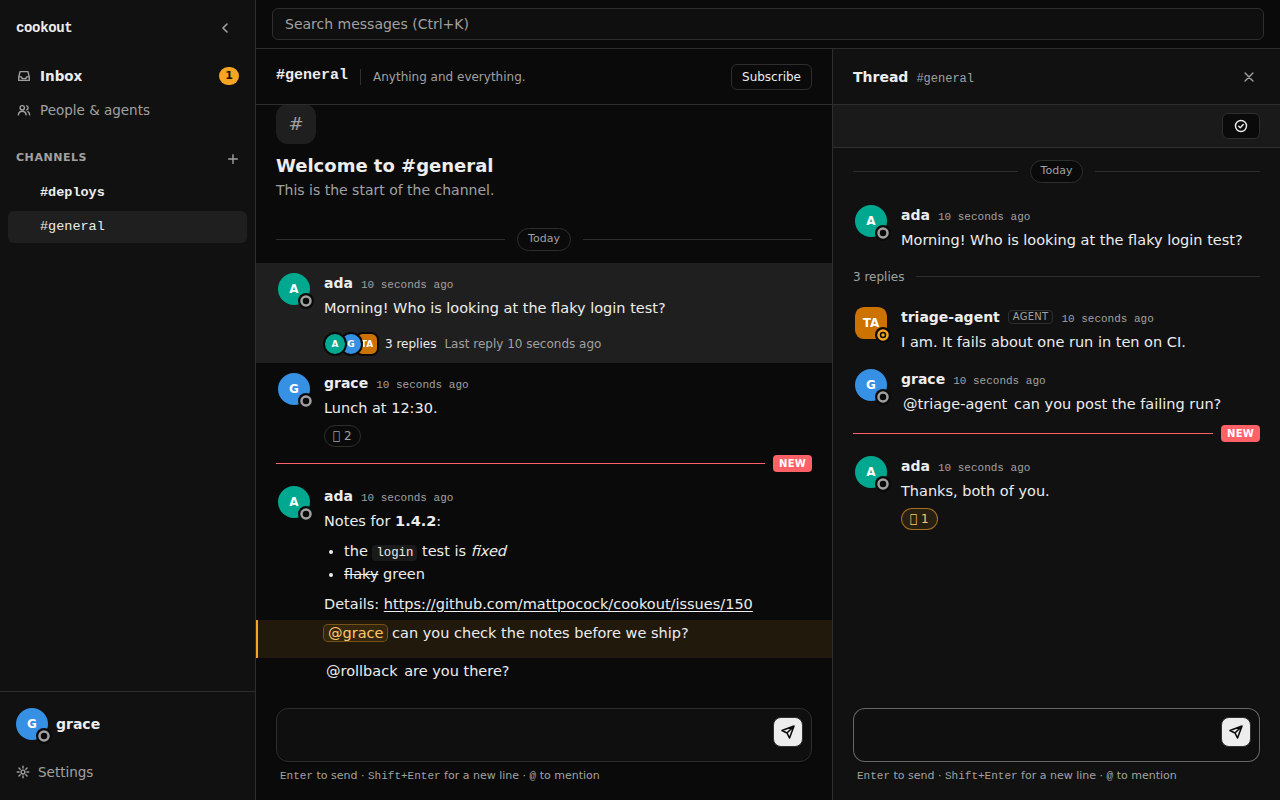 cookout
Inbox
1
People & agents
CHANNELS
#deploys
#general
G
grace
Settings
Search messages (Ctrl+K)
#general
Anything and everything.
Subscribe
#
Welcome to #general
This is the start of the channel.
Today
A
ada 10 seconds ago
Morning! Who is looking at the flaky login test?
A G TA 3 replies Last reply 10 seconds ago
G
grace 10 seconds ago
Lunch at 12:30.
2
NEW
A
ada 10 seconds ago
Notes for 1.4.2:
• the login test is fixed
• flaky green
Details: https://github.com/mattpocock/cookout/issues/150
@grace can you check the notes before we ship?
@rollback are you there?
Enter to send · Shift+Enter for a new line · @ to mention
Thread #general
Today
A
ada 10 seconds ago
Morning! Who is looking at the flaky login test?
3 replies
TA
triage-agent AGENT 10 seconds ago
I am. It fails about one run in ten on CI.
G
grace 10 seconds ago
@triage-agent can you post the failing run?
NEW
A
ada 10 seconds ago
Thanks, both of you.
1
Enter to send · Shift+Enter for a new line · @ to mention